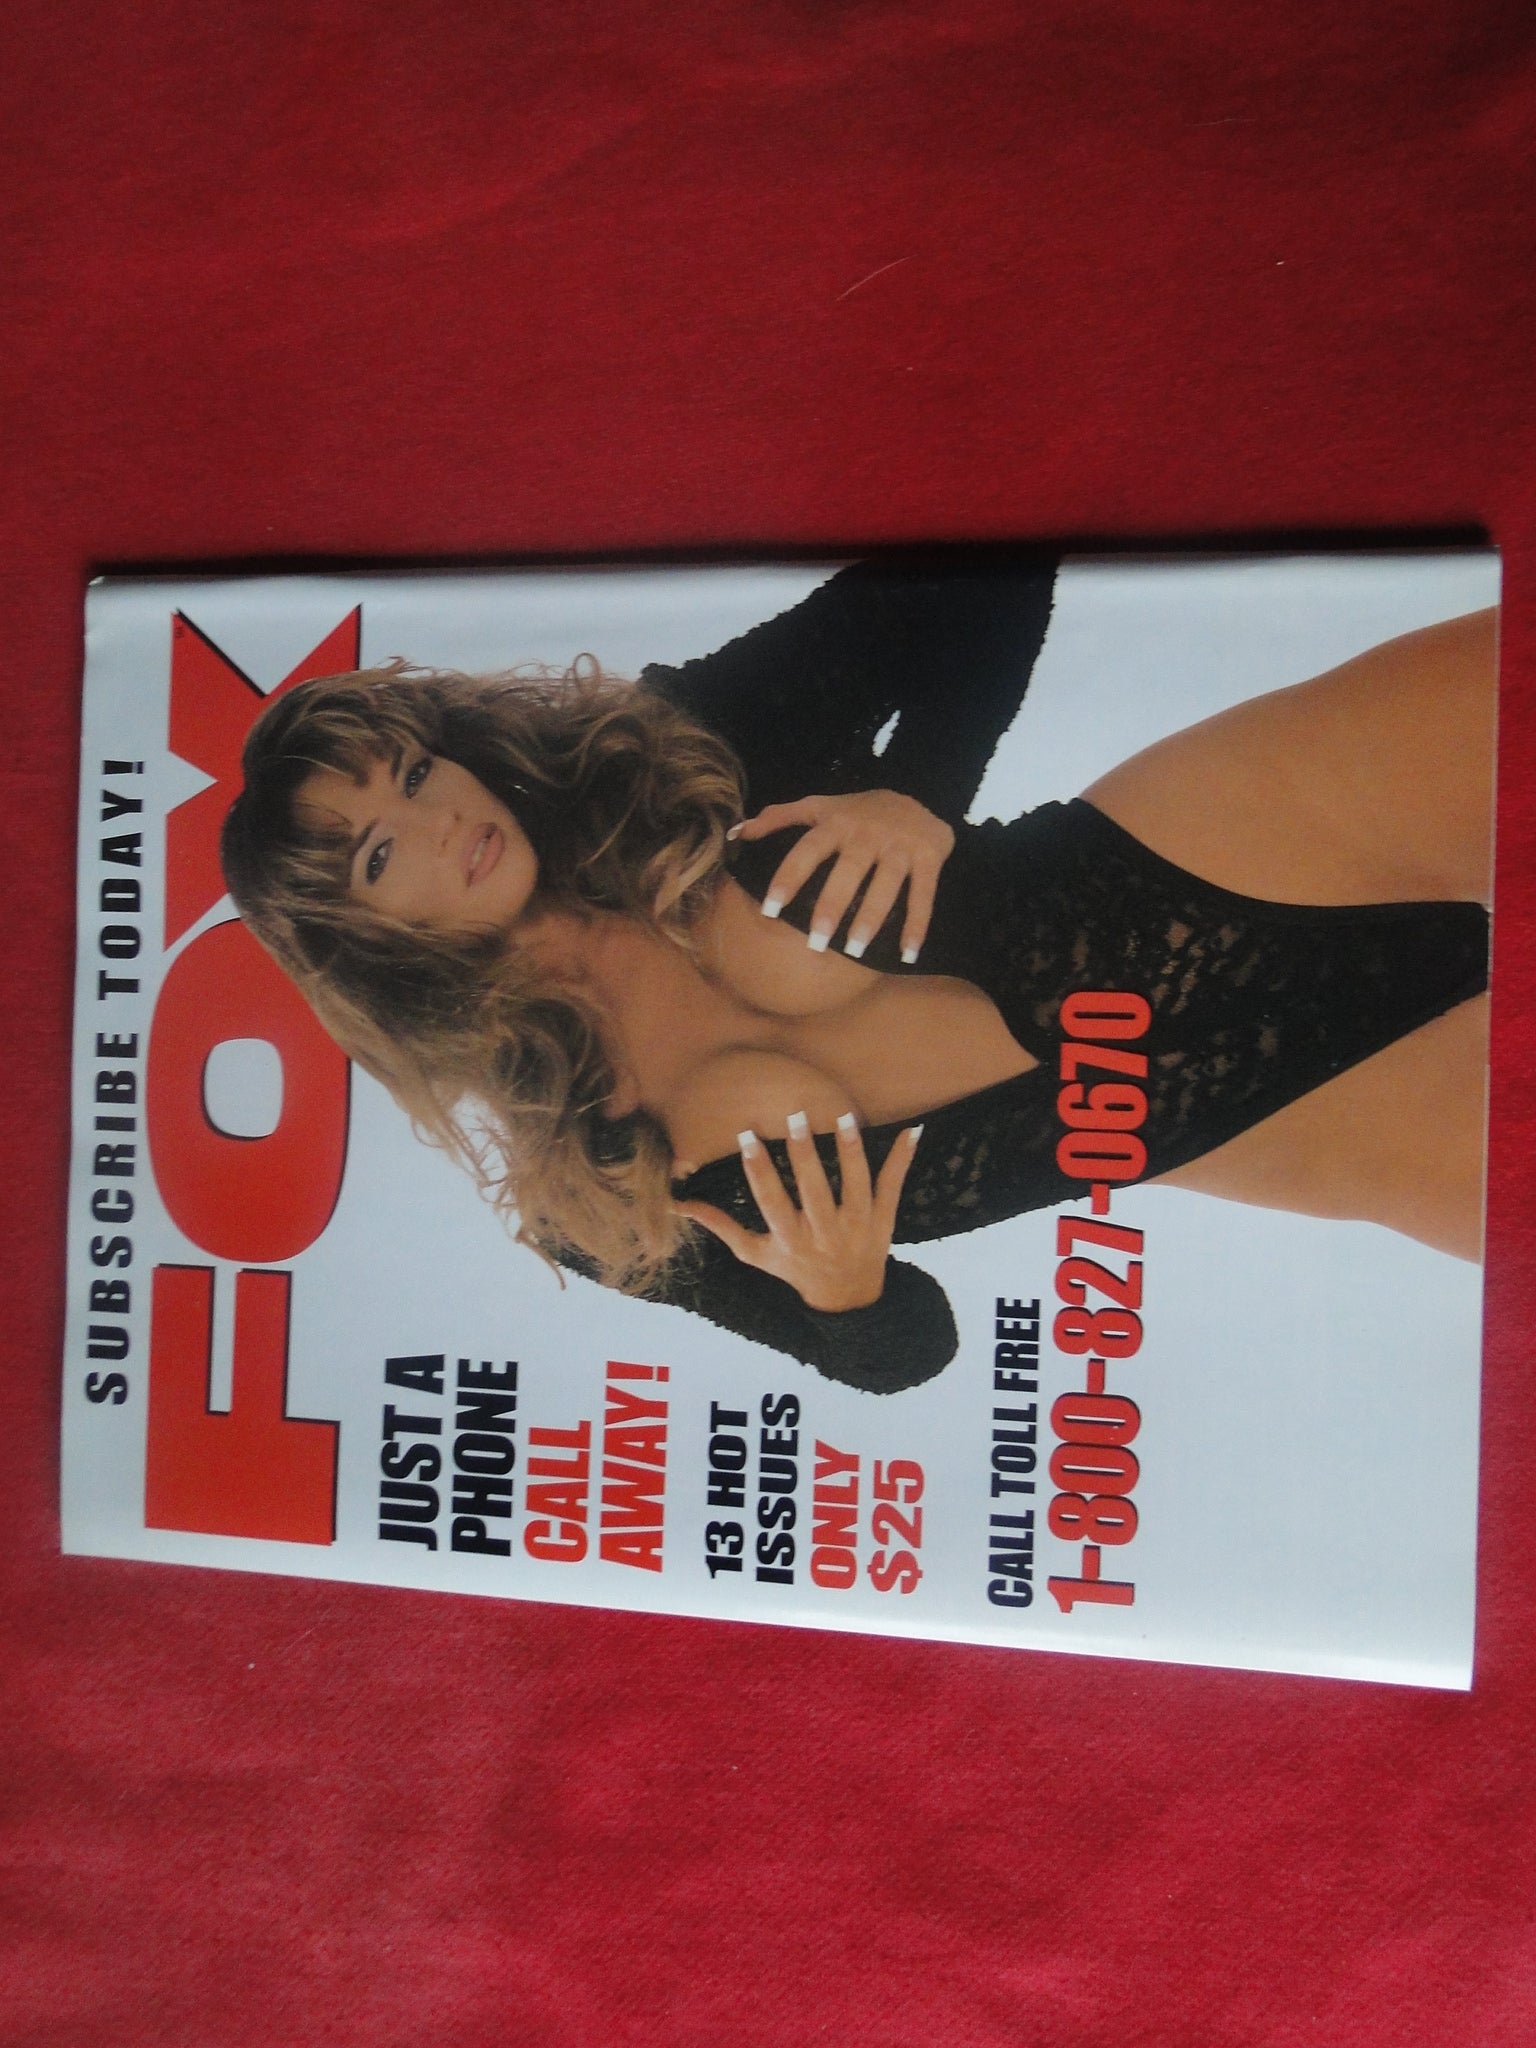 SUBSCRIBE TODAY!
FOX
JUST A
PHONE
CALL
AWAY!
13 HOT
ISSUES
ONLY
$25
CALL TOLL FREE
1-800-827-0670